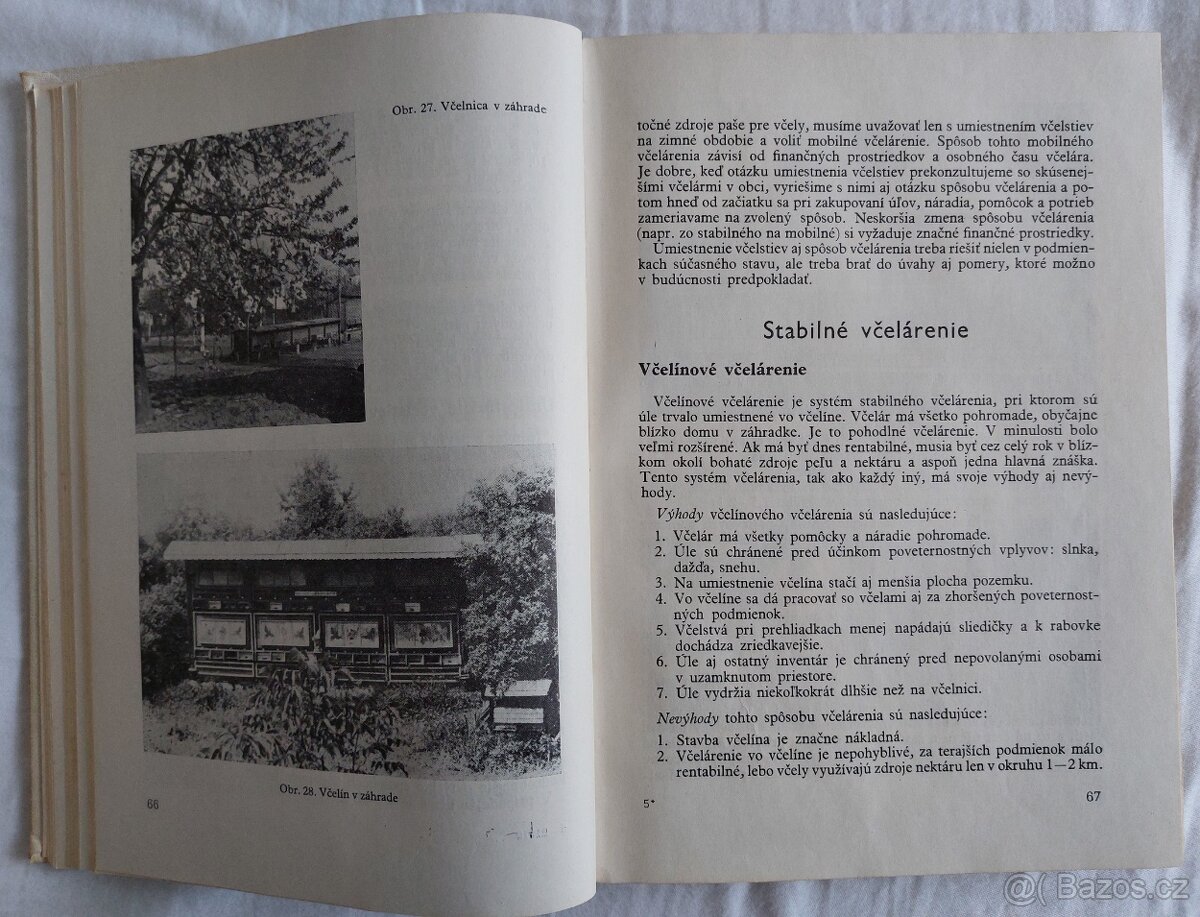 Obr. 27. Včelnica v záhrade
Obr. 28. Včelín v záhrade
66
točné zdroje paše pre včely, musíme uvažovať len s umiestnením včelstiev
na zimné obdobie a voliť mobilné včelárenie. Spôsob tohto mobilného
včelárenia závisí od finančných prostriedkov a osobného času včelára.
Je dobre, keď otázku umiestnenia včelstiev prekonzultujeme so skúsenej-
šími včelármi v obci, vyriešime s nimi aj otázku spôsobu včelárenia a po-
tom hneď od začiatku sa pri zakupovaní úľov, náradia, pomôcok a potrieb
zameriavame na zvolený spôsob. Neskoršia zmena spôsobu včelárenia
(napr. zo stabilného na mobilné) si vyžaduje značné finančné prostriedky.
Umiestnenie včelstiev aj spôsob včelárenia treba riešiť nielen v podmien-
kach súčasného stavu, ale treba brať do úvahy aj pomery, ktoré možno
v budúcnosti predpokladať.
Stabilné včelárenie
Včelínové včelárenie
Včelínové včelárenie je systém stabilného včelárenia, pri ktorom sú
úle trvalo umiestnené vo včelíne. Včelár má všetko pohromade, obyčajne
blízko domu v záhradke. Je to pohodlné včelárenie. V minulosti bolo
veľmi rozšírené. Ak má byť dnes rentabilné, musia byť cez celý rok v blíz-
kom okolí bohaté zdroje peľu a nektáru a aspoň jedna hlavná znáška.
Tento systém včelárenia, tak ako každý iný, má svoje výhody aj nevý-
hody.
Výhody včelínového včelárenia sú nasledujúce:
1. Včelár má všetky pomôcky a náradie pohromade.
2. Úle sú chránené pred účinkom poveternostných vplyvov: slnka,
dažďa, snehu.
3. Na umiestnenie včelína stačí aj menšia plocha pozemku.
4. Vo včelíne sa dá pracovať so včelami aj za zhoršených poveternost-
ných podmienok.
5. Včelstvá pri prehliadkach menej napádajú sliedičky a k rabovke
dochádza zriedkavejšie.
6. Úle aj ostatný inventár je chránený pred nepovolanými osobami
v uzamknutom priestore.
7. Úle vydržia niekoľkokrát dlhšie než na včelnici.
Nevýhody tohto spôsobu včelárenia sú nasledujúce:
1. Stavba včelína je značne nákladná.
2. Včelárenie vo včelíne je nepohyblivé, za terajších podmienok málo
rentabilné, lebo včely využívajú zdroje nektáru len v okruhu 1—2 km.
5*
67
@( Bazos.cz